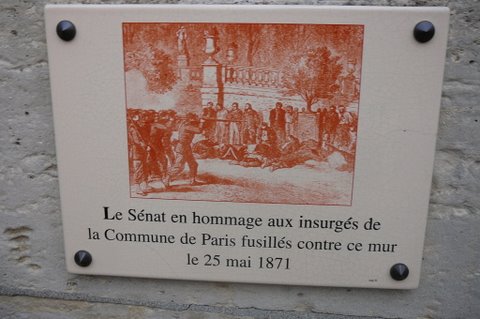 Le Sénat en hommage aux insurgés de
la Commune de Paris fusillés contre ce mur
le 25 mai 1871